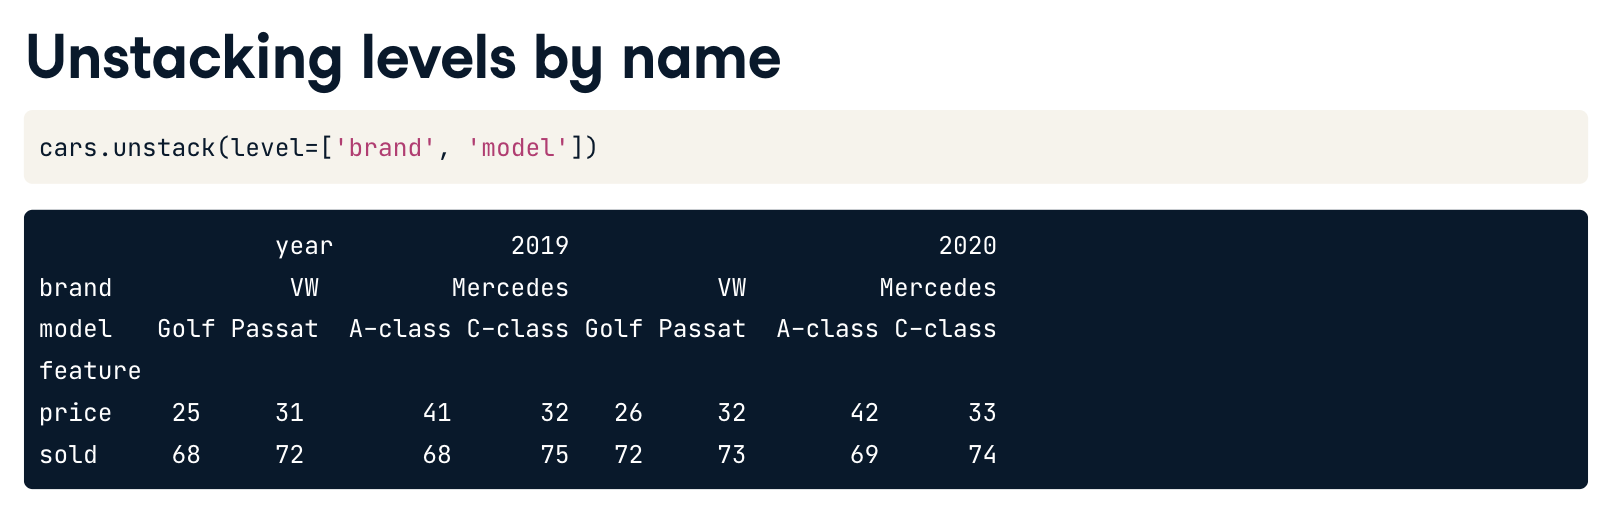 Unstacking levels by name
cars.unstack(level=['brand', 'model'])
year 2019 2020
brand VW Mercedes VW Mercedes
model Golf Passat A-class C-class Golf Passat A-class C-class
feature
price 25 31 41 32 26 32 42 33
sold 68 72 68 75 72 73 69 74